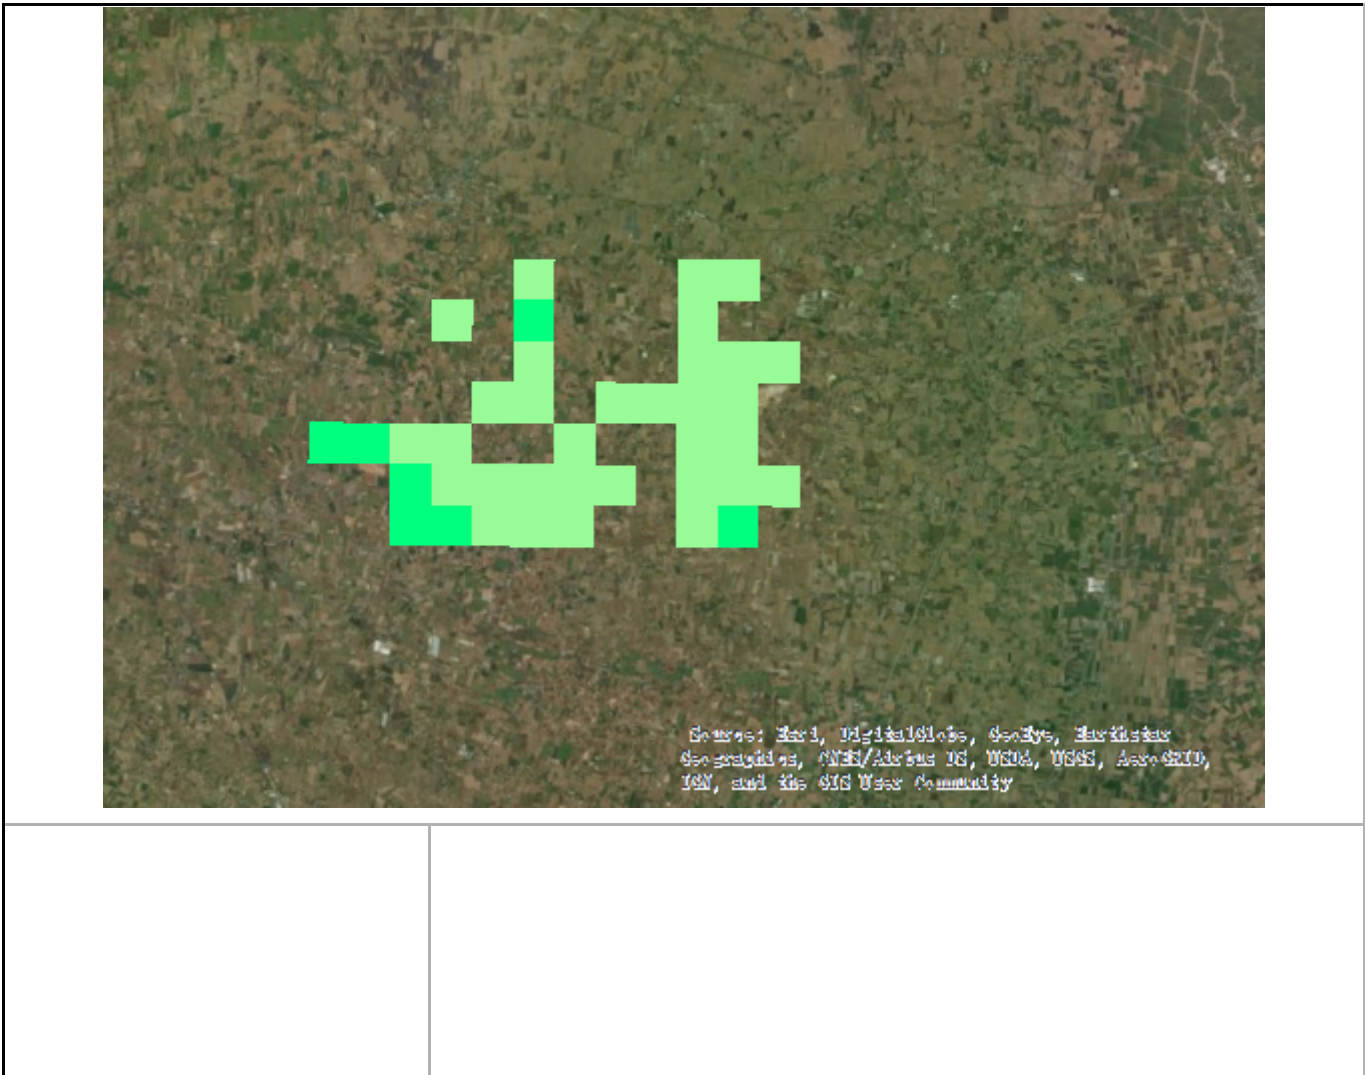 Source: Esri, DigitalGlobe, GeoEye, Earthstar
Geographics, CNES/Airbus DS, USDA, USGS, AeroGRID,
IGN, and the GIS User Community